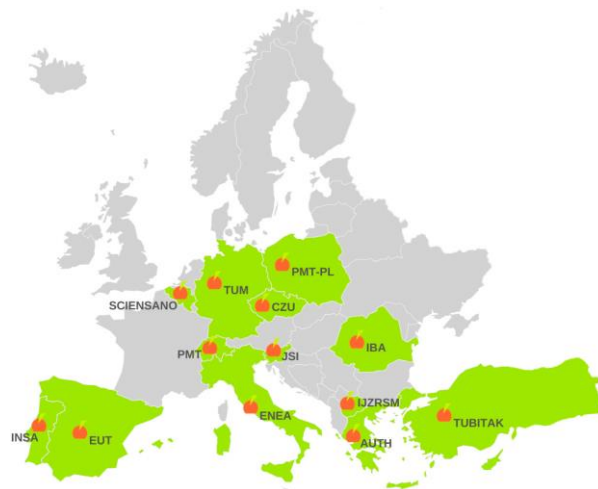 PMT-PL
TUM
SCIENSANO
CZU
PMT
JSI
IBA
ENEA
IJZRSM
TUBITAK
INSA
EUT
AUTH